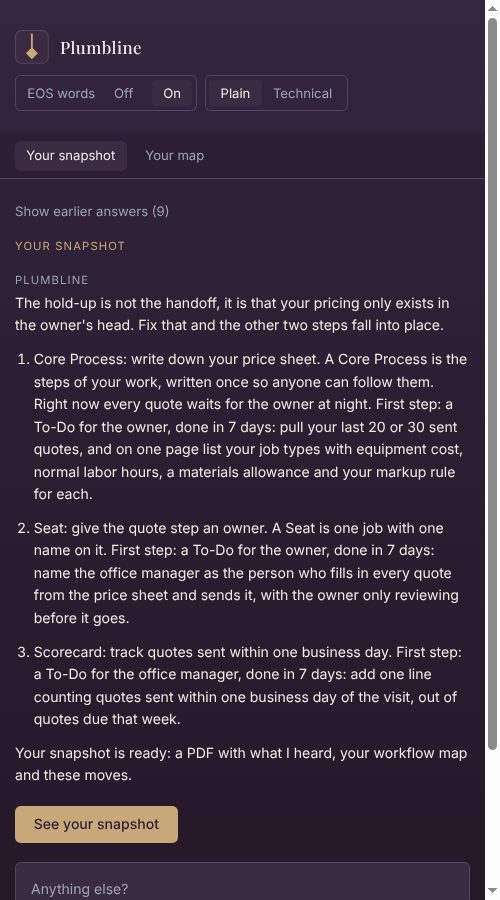 Plumbline
EOS words Off On Plain Technical
Your snapshot Your map
Show earlier answers (9)
YOUR SNAPSHOT
PLUMBLINE
The hold-up is not the handoff, it is that your pricing only exists in
the owner's head. Fix that and the other two steps fall into place.
1. Core Process: write down your price sheet. A Core Process is the
steps of your work, written once so anyone can follow them.
Right now every quote waits for the owner at night. First step: a
To-Do for the owner, done in 7 days: pull your last 20 or 30 sent
quotes, and on one page list your job types with equipment cost,
normal labor hours, a materials allowance and your markup rule
for each.
2. Seat: give the quote step an owner. A Seat is one job with one
name on it. First step: a To-Do for the owner, done in 7 days:
name the office manager as the person who fills in every quote
from the price sheet and sends it, with the owner only reviewing
before it goes.
3. Scorecard: track quotes sent within one business day. First step:
a To-Do for the office manager, done in 7 days: add one line
counting quotes sent within one business day of the visit, out of
quotes due that week.
Your snapshot is ready: a PDF with what I heard, your workflow map
and these moves.
See your snapshot
Anything else?